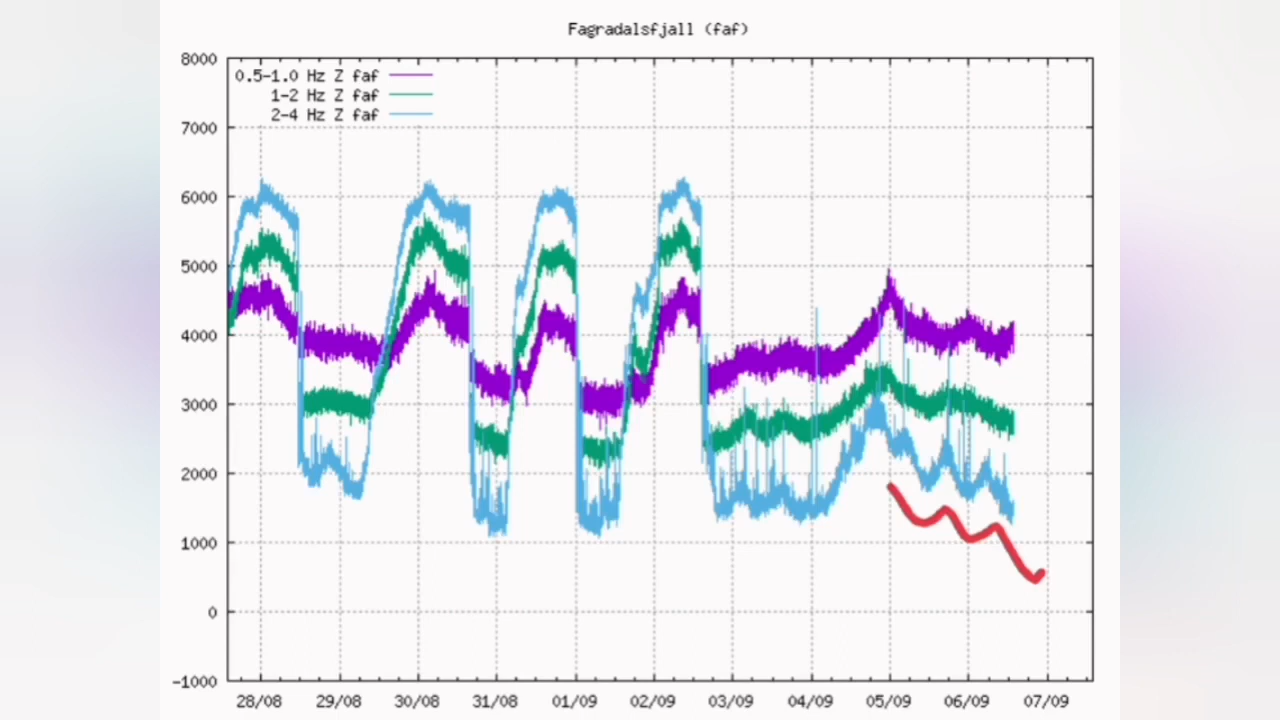 Fagradalsfjall (faf)
8000
0.5-1.0 Hz Z faf
1-2 Hz Z faf
2-4 Hz Z faf
7000
6000
5000
4000
3000
2000
1000
0
-1000
28/08 29/08 30/08 31/08 01/09 02/09 03/09 04/09 05/09 06/09 07/09